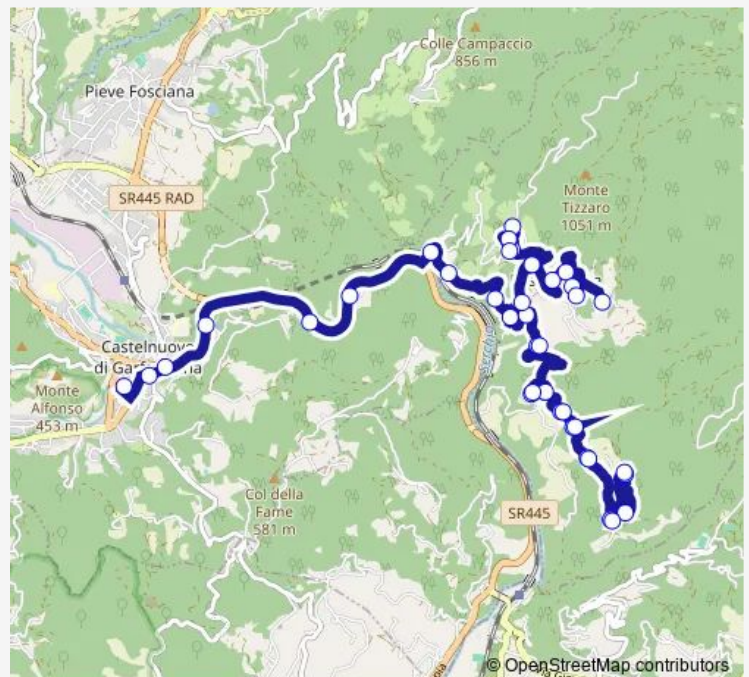 Colle Campaccio
856 m
Pieve Fosciana
SR445 RAD
Monte
Tizzaro
1051 m
Castelnuovo
Monte
Alfonso
453 m
Col della
Fame
581 m
SR445
© OpenStreetMap contributors